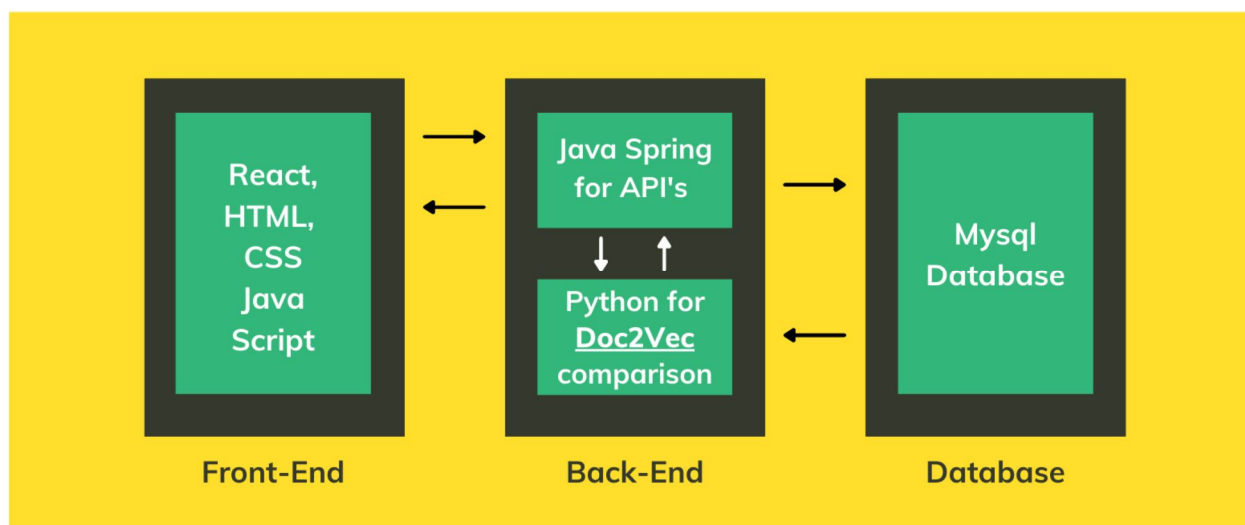 React,
HTML,
CSS
Java
Script
Front-End
Java Spring
for API's
Python for
Doc2Vec
comparison
Back-End
Mysql
Database
Database